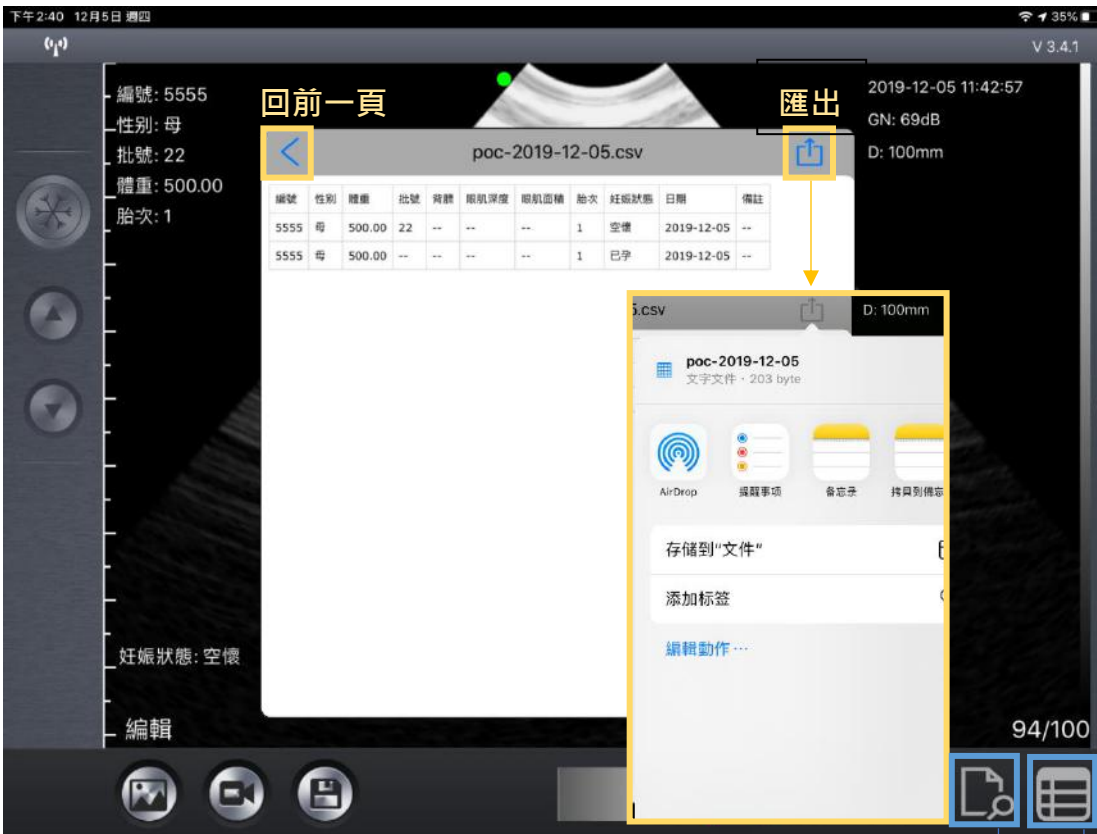 下午2:40 12月5日 週四
35%
V 3.4.1
編號: 5555
性別: 母
批號: 22
體重: 500.00
胎次: 1
回前一頁
匯出
2019-12-05 11:42:57
GN: 69dB
D: 100mm
poc-2019-12-05.csv
編號 性別 體重 批號 背膘 眼肌深度 眼肌面積 胎次 妊娠狀態 日期 備註
5555 母 500.00 22 -- -- -- 1 空懷 2019-12-05 --
5555 母 500.00 -- -- -- -- 1 已孕 2019-12-05 --
5.csv
D: 100mm
poc-2019-12-05
文字文件 · 203 byte
AirDrop
提醒事项
备忘录
拷貝到備忘
存储到"文件"
添加标签
編輯動作…
妊娠狀態: 空懷
編輯
94/100